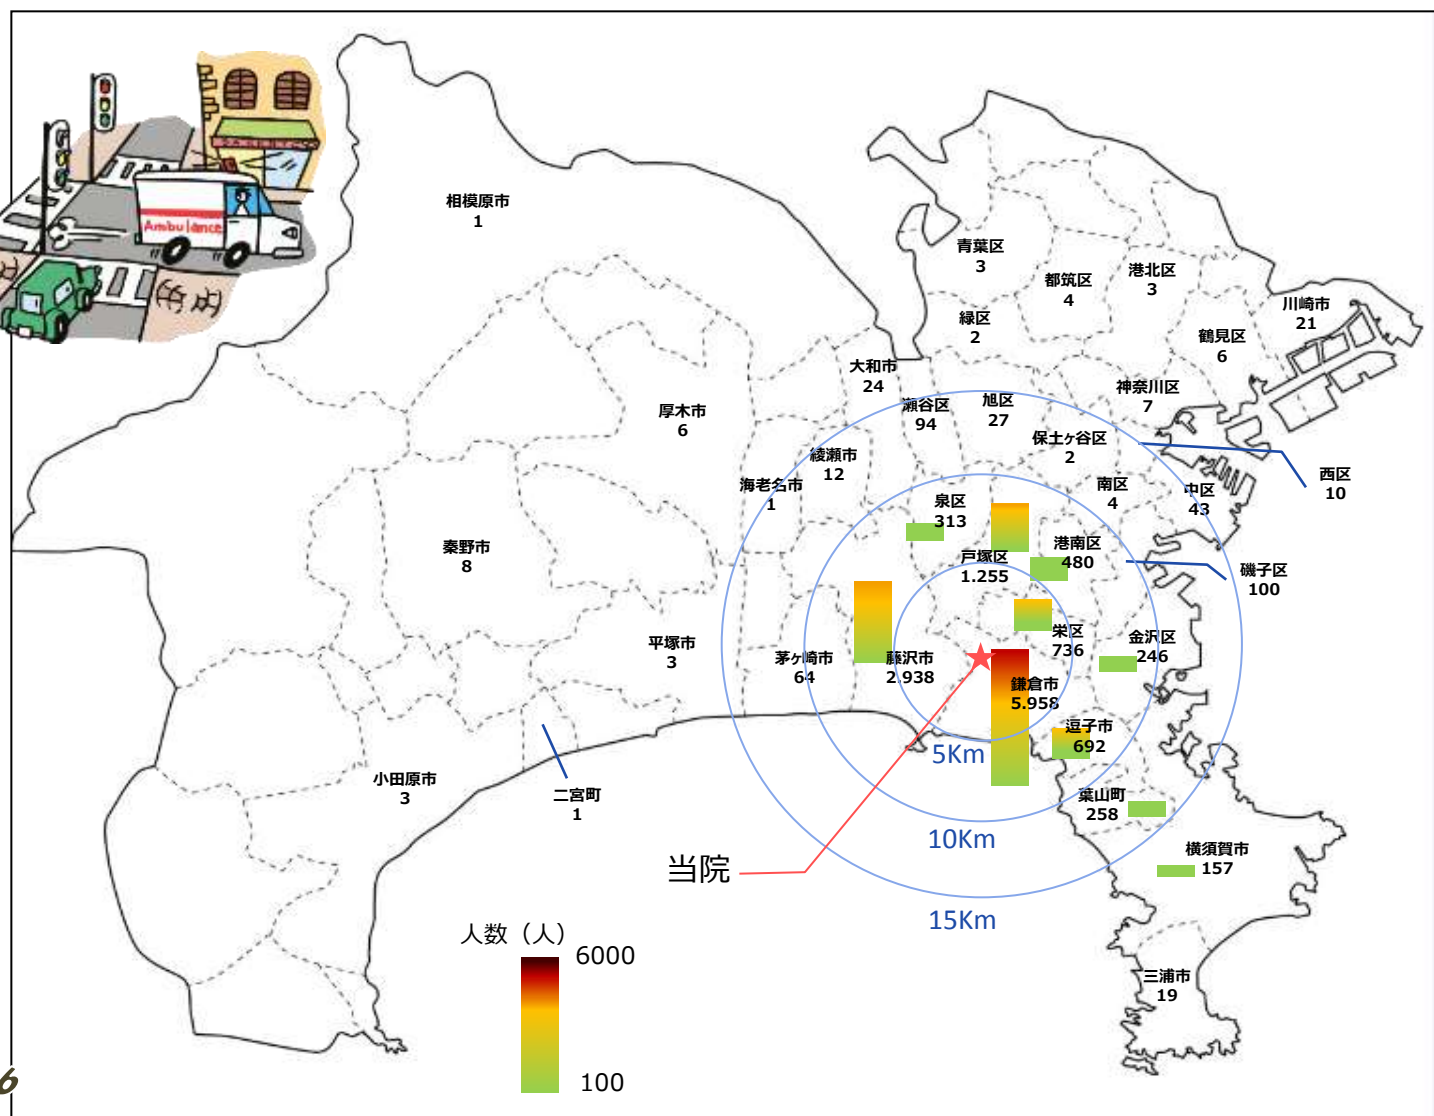 Ambulance
相模原市
1
青葉区
3
都筑区
4
港北区
3
川崎市
21
緑区
2
鶴見区
6
大和市
24
神奈川区
7
瀬谷区
94
旭区
27
厚木市
6
保土ヶ谷区
2
綾瀬市
12
西区
10
海老名市
1
南区
4
中区
43
泉区
313
秦野市
8
戸塚区
1.255
港南区
480
磯子区
100
平塚市
3
茅ヶ崎市
64
藤沢市
2.938
栄区
736
金沢区
246
鎌倉市
5.958
逗子市
692
5Km
小田原市
3
二宮町
1
葉山町
258
10Km
横須賀市
157
当院
15Km
人数（人）
6000
三浦市
19
100
6